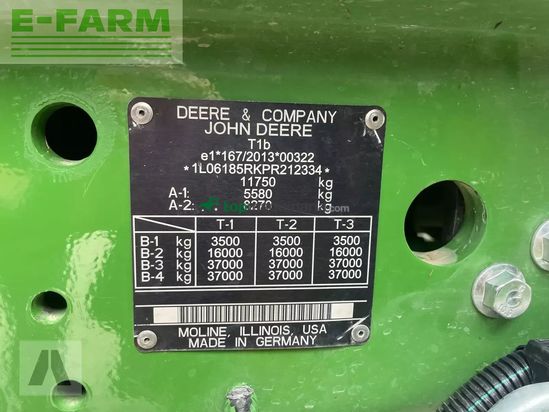 E-FARM
DEERE & COMPANY
JOHN DEERE
T1b
e1*167/2013*00322
*1L06185RKPR212334*
11750 kg
A-1: 5580 kg
A-2: 8270 kg
T-1 T-2 T-3
B-1 kg 3500 3500 3500
B-2 kg 16000 16000 16000
B-3 kg 37000 37000 37000
B-4 kg 37000 37000 37000
MOLINE, ILLINOIS, USA
MADE IN GERMANY